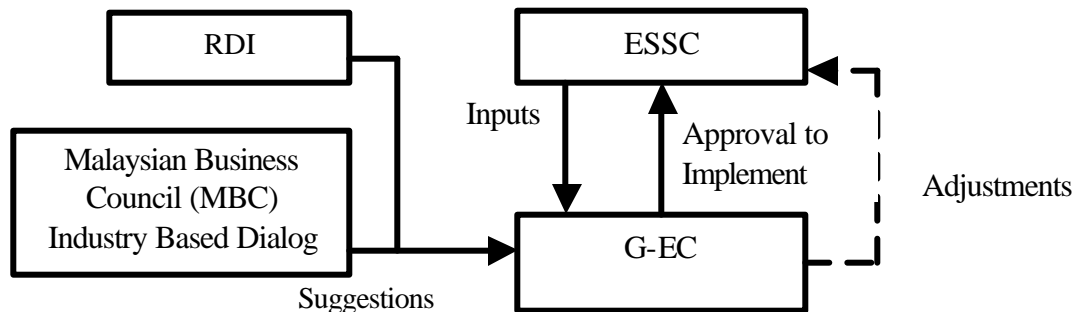 RDI
ESSC
Inputs
Approval to
Implement
Malaysian Business
Council (MBC)
Industry Based Dialog
Adjustments
G-EC
Suggestions